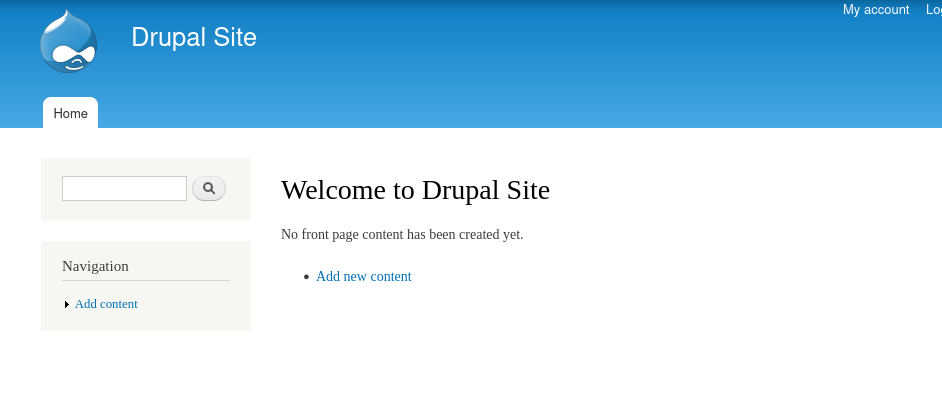 My account
Drupal Site
Home
Welcome to Drupal Site
No front page content has been created yet.
Add new content
Navigation
Add content